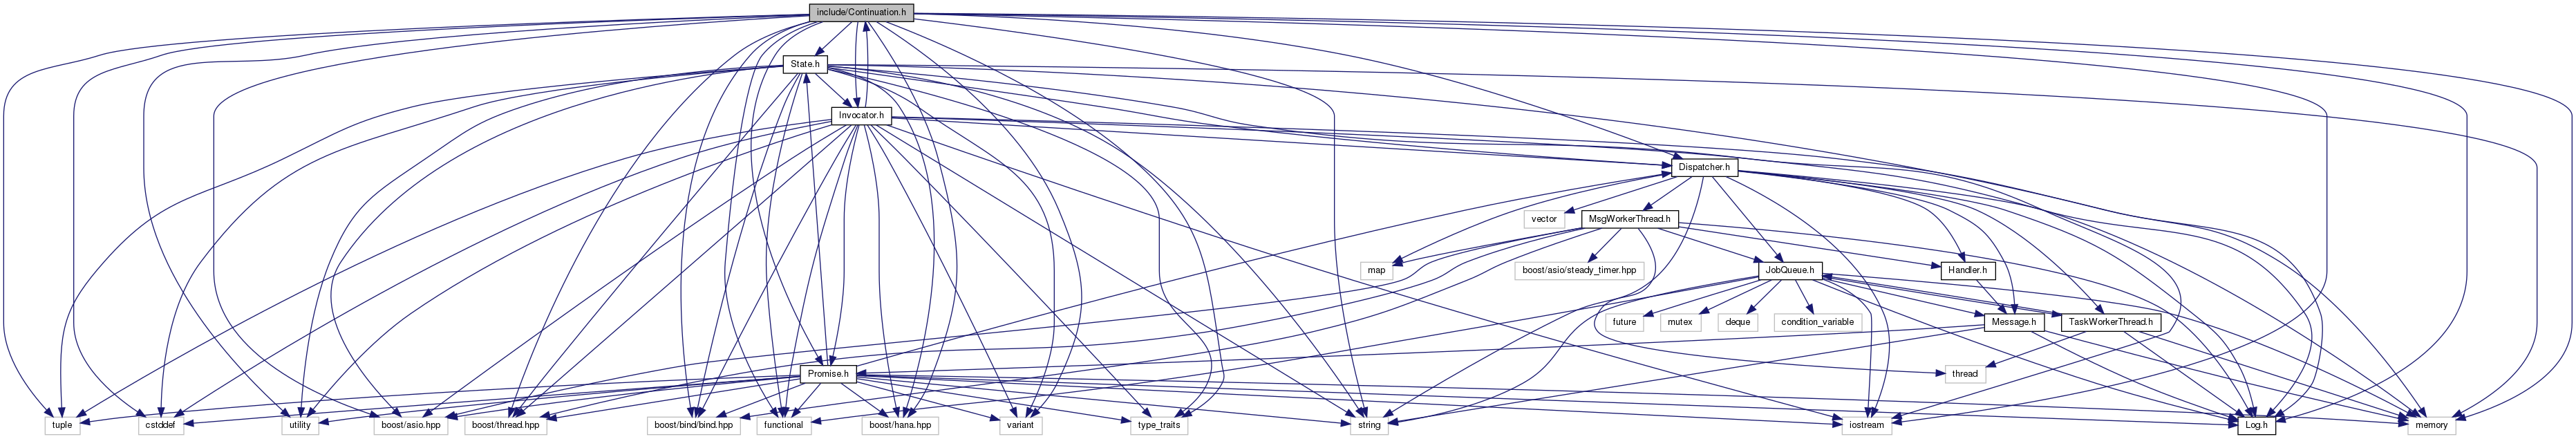 include/Continuation.h
State.h
Invocator.h
Dispatcher.h
vector
MsgWorkerThread.h
map
boost/asio/steady_timer.hpp
JobQueue.h
Handler.h
future
mutex
deque
condition_variable
Message.h
TaskWorkerThread.h
Promise.h
thread
tuple
cstddef
utility
boost/asio.hpp
boost/thread.hpp
boost/bind/bind.hpp
functional
boost/hana.hpp
variant
type_traits
string
iostream
Log.h
memory